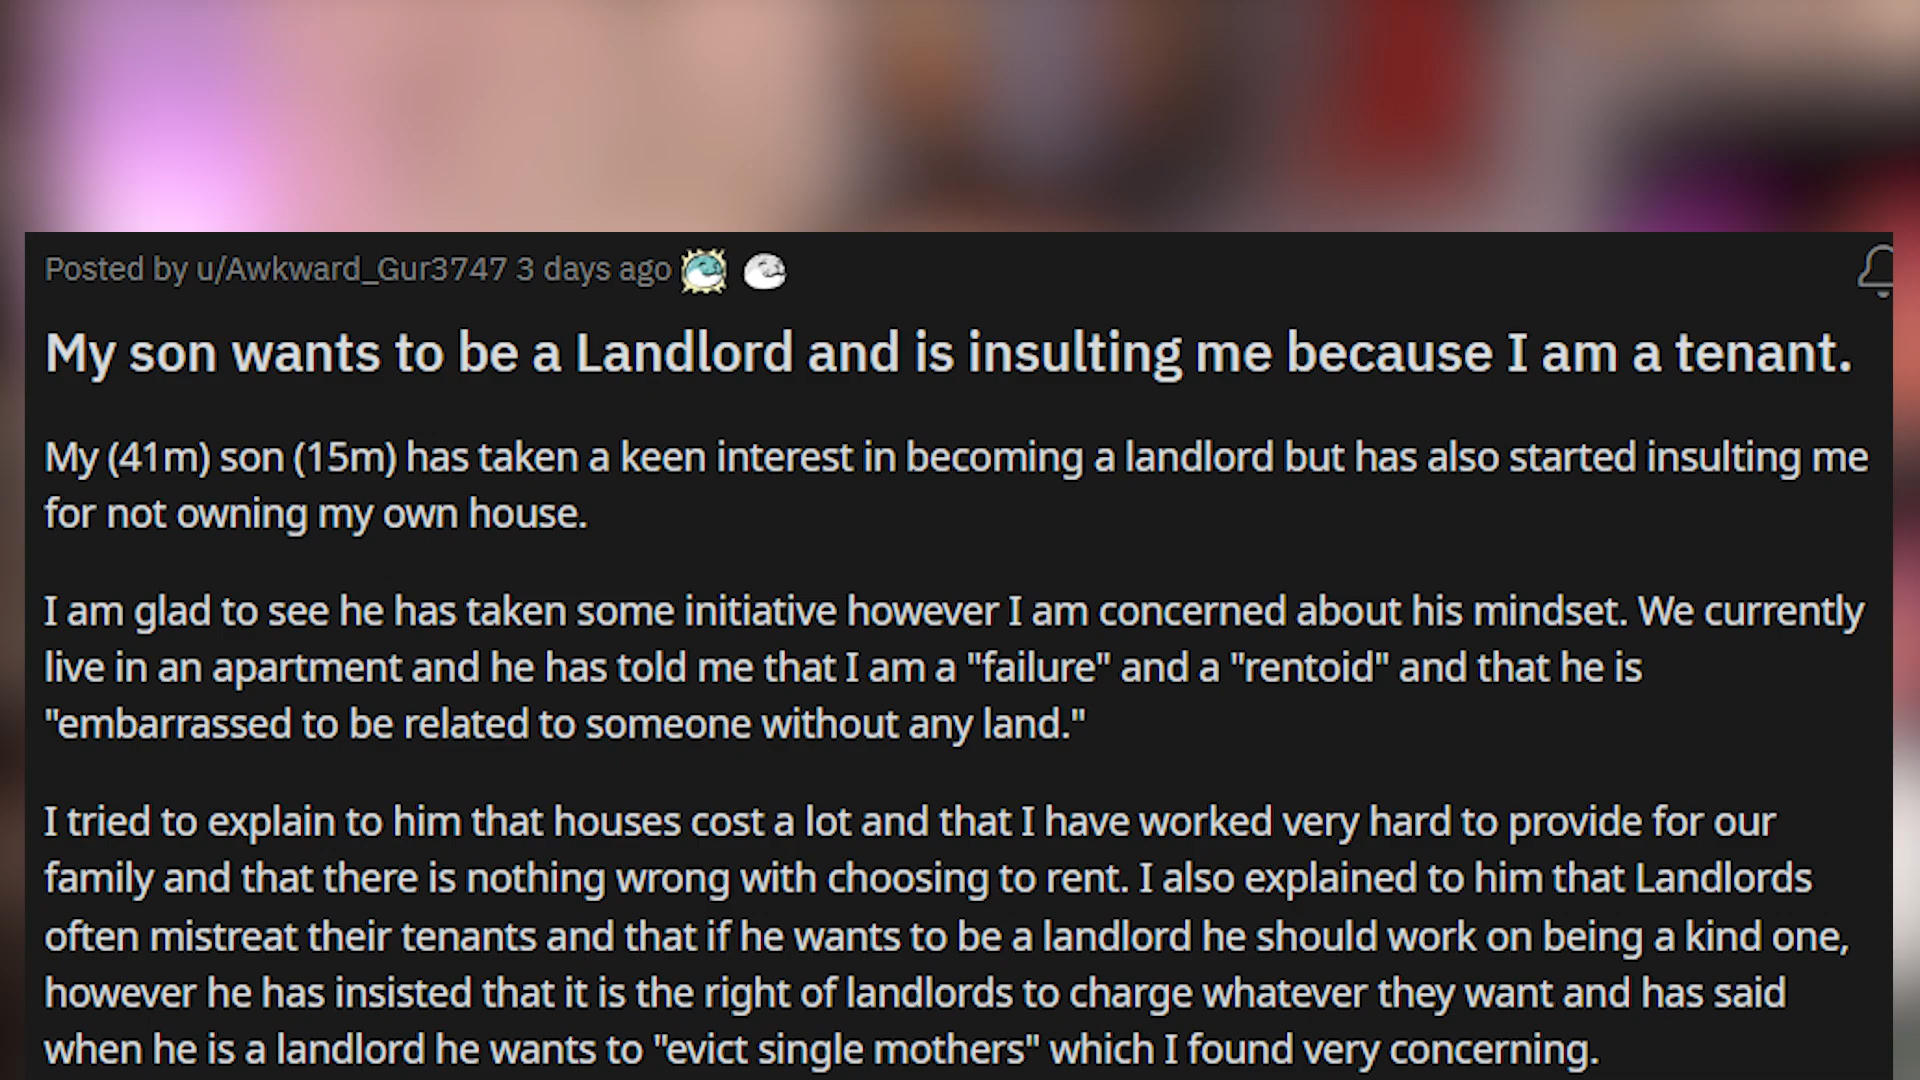 Posted by u/Awkward_Gur3747 3 days ago
My son wants to be a Landlord and is insulting me because I am a tenant.
My (41m) son (15m) has taken a keen interest in becoming a landlord but has also started insulting me
for not owning my own house.
I am glad to see he has taken some initiative however I am concerned about his mindset. We currently
live in an apartment and he has told me that I am a "failure" and a "rentoid" and that he is
"embarrassed to be related to someone without any land."
I tried to explain to him that houses cost a lot and that I have worked very hard to provide for our
family and that there is nothing wrong with choosing to rent. I also explained to him that Landlords
often mistreat their tenants and that if he wants to be a landlord he should work on being a kind one,
however he has insisted that it is the right of landlords to charge whatever they want and has said
when he is a landlord he wants to "evict single mothers" which I found very concerning.